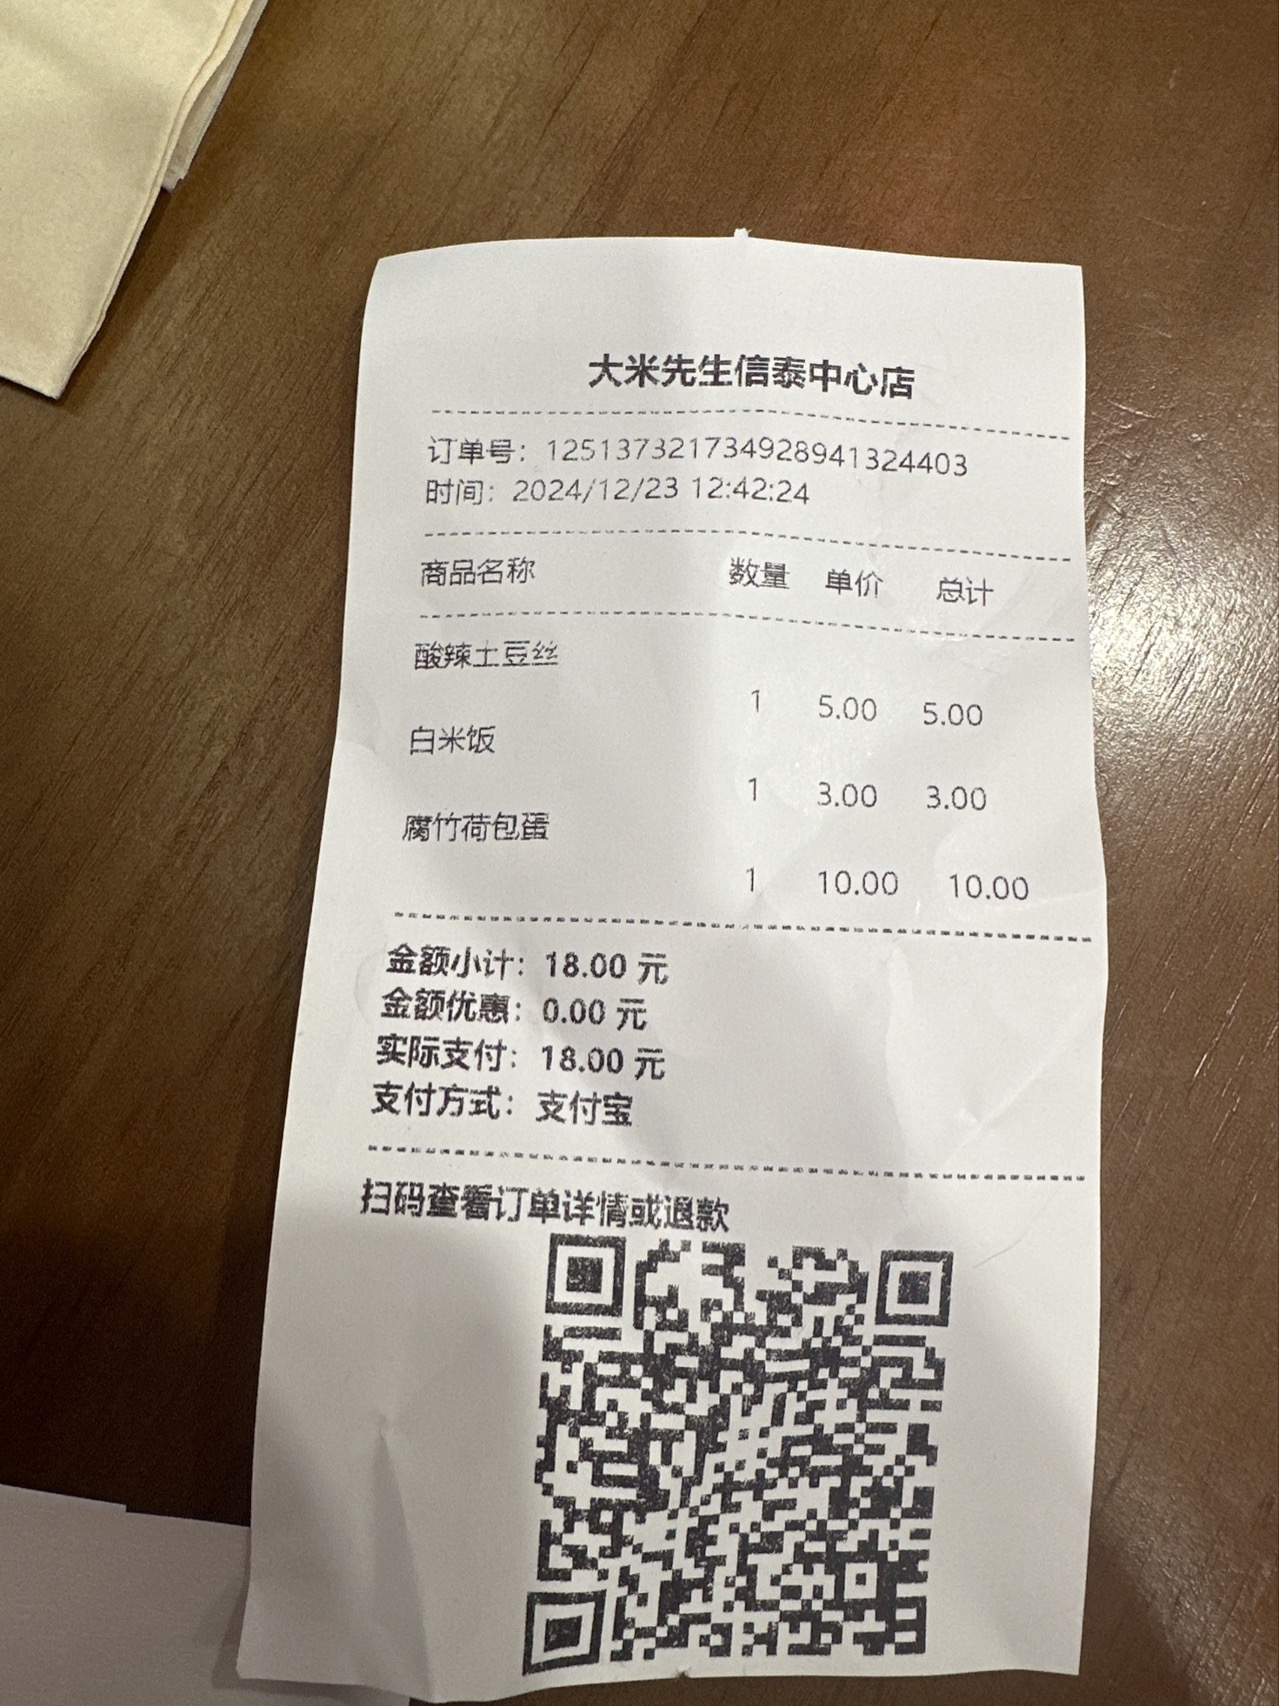 大米先生信泰中心店
订单号：125137321734928941324403
时间：2024/12/23 12:42:24
商品名称 数量 单价 总计
酸辣土豆丝
1 5.00 5.00
白米饭
1 3.00 3.00
腐竹荷包蛋
1 10.00 10.00
金额小计：18.00 元
金额优惠：0.00 元
实际支付：18.00 元
支付方式：支付宝
扫码查看订单详情或退款